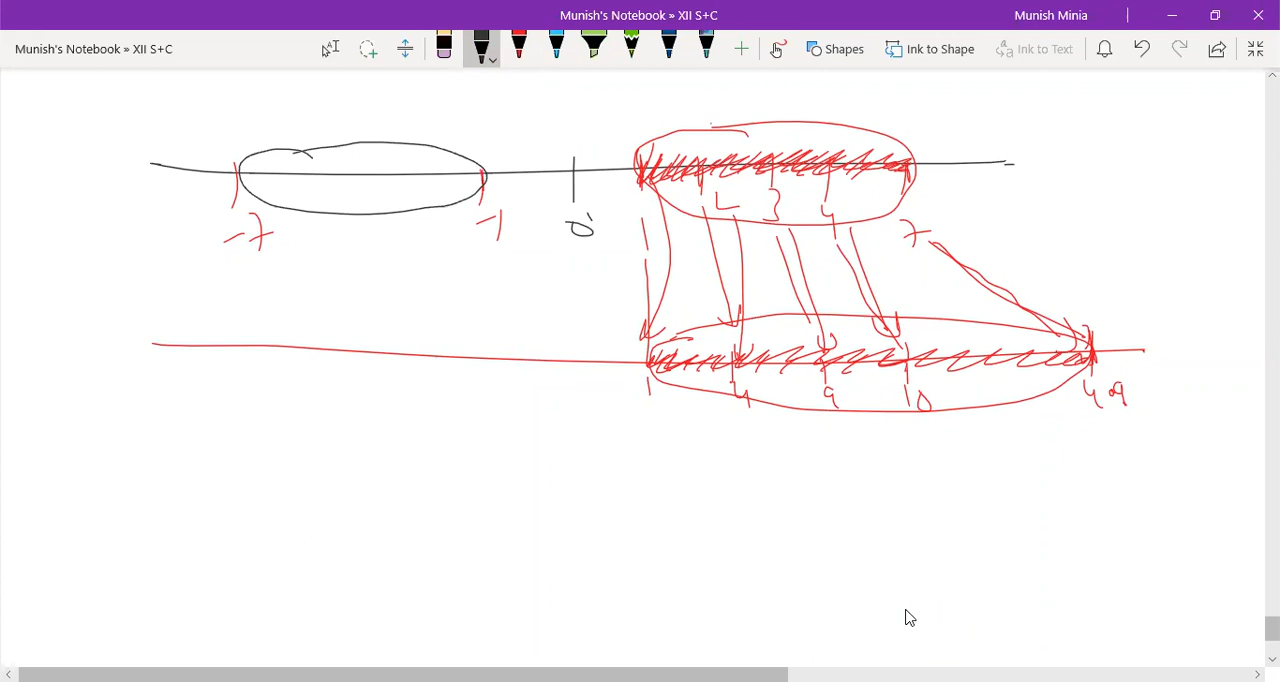 Munish's Notebook » XII S+C
Munish Minia
Munish's Notebook » XII S+C
Shapes
Ink to Shape
Ink to Text
-7 -1 0 2 3 4 7
1 4 9 10 49